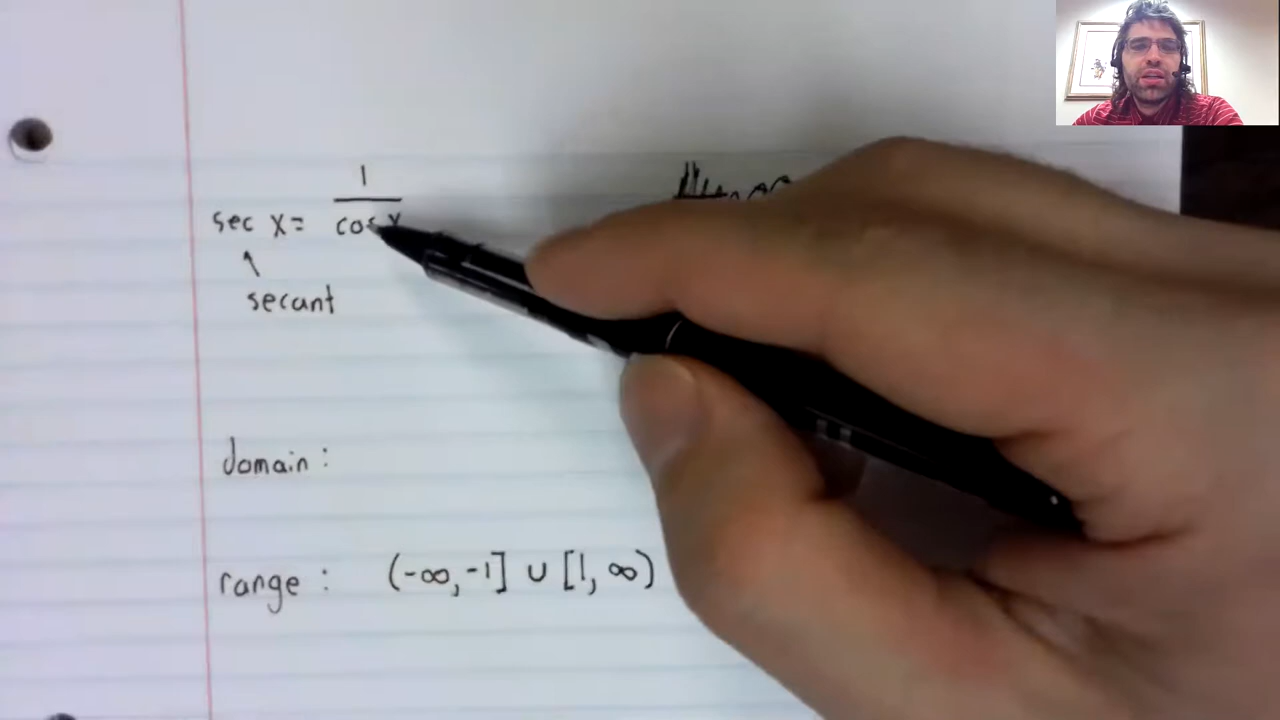 sec x = 1/cos x
secant
domain:
range: (-∞, -1] ∪ [1, ∞)